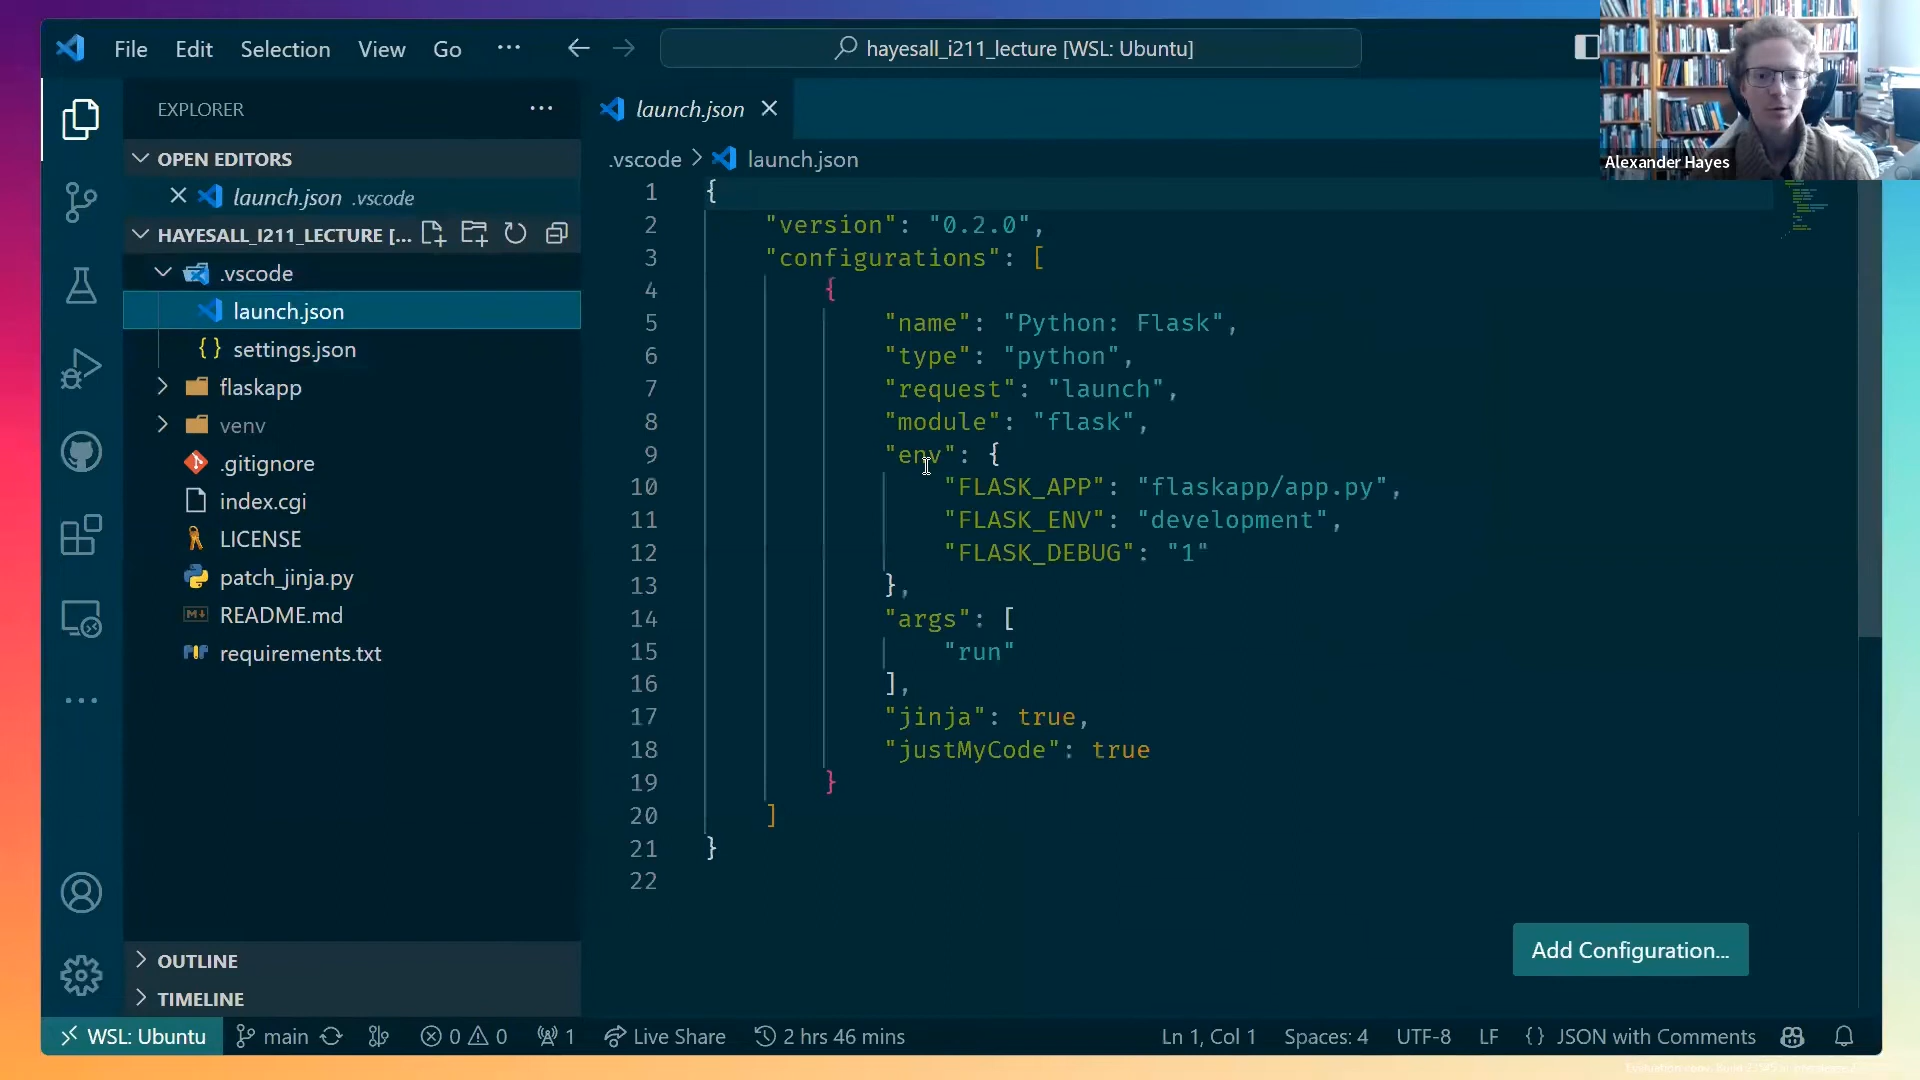 File Edit Selection View Go ···
hayesall_i211_lecture [WSL: Ubuntu]
Alexander Hayes
EXPLORER
OPEN EDITORS
launch.json .vscode
HAYESALL_I211_LECTURE [...
.vscode
launch.json
settings.json
flaskapp
venv
.gitignore
index.cgi
LICENSE
patch_jinja.py
README.md
requirements.txt
OUTLINE
TIMELINE
launch.json
.vscode > launch.json
1 {
2 "version": "0.2.0",
3 "configurations": [
4 {
5 "name": "Python: Flask",
6 "type": "python",
7 "request": "launch",
8 "module": "flask",
9 "env": {
10 "FLASK_APP": "flaskapp/app.py",
11 "FLASK_ENV": "development",
12 "FLASK_DEBUG": "1"
13 },
14 "args": [
15 "run"
16 ],
17 "jinja": true,
18 "justMyCode": true
19 }
20 ]
21 }
22
Add Configuration...
WSL: Ubuntu main 0 0 1 Live Share 2 hrs 46 mins Ln 1, Col 1 Spaces: 4 UTF-8 LF {} JSON with Comments